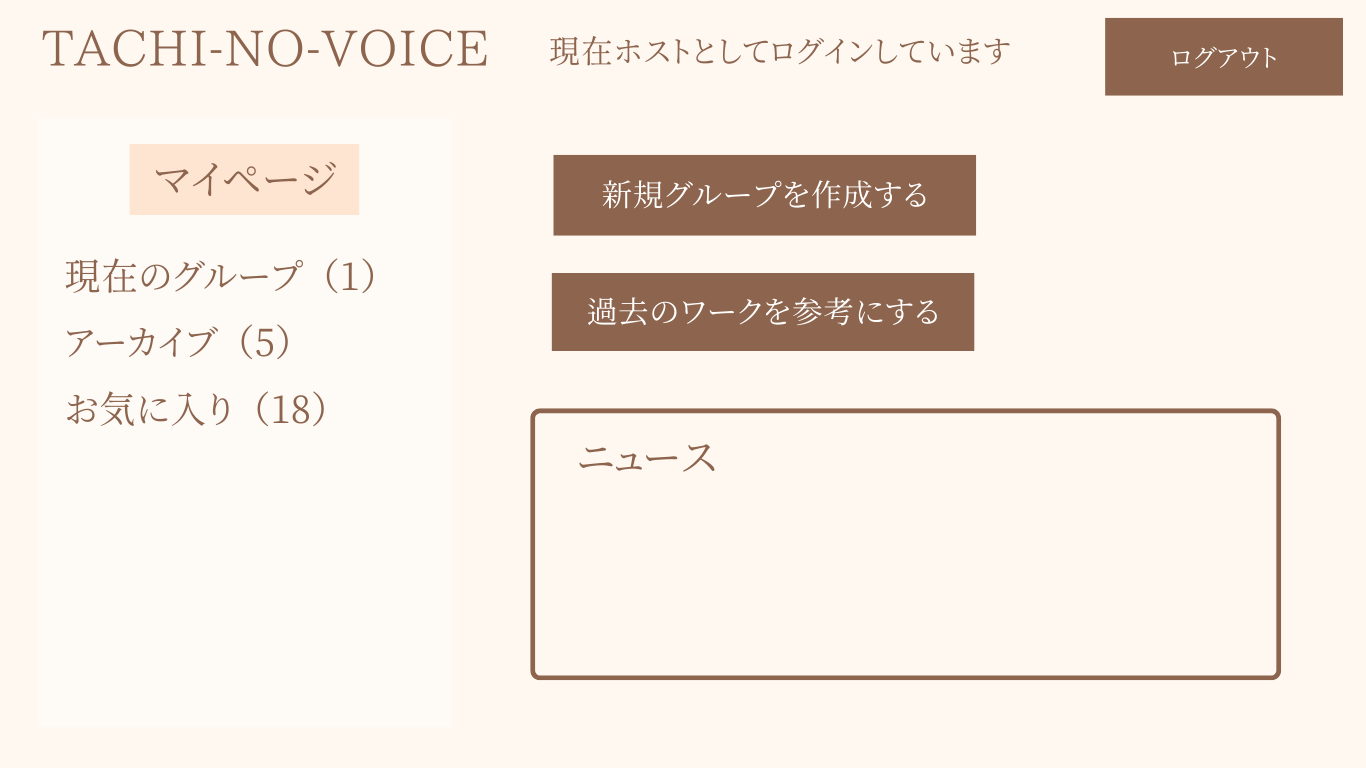 TACHI-NO-VOICE
現在ホストとしてログインしています
ログアウト
マイページ
現在のグループ（1）
アーカイブ（5）
お気に入り（18）
新規グループを作成する
過去のワークを参考にする
ニュース